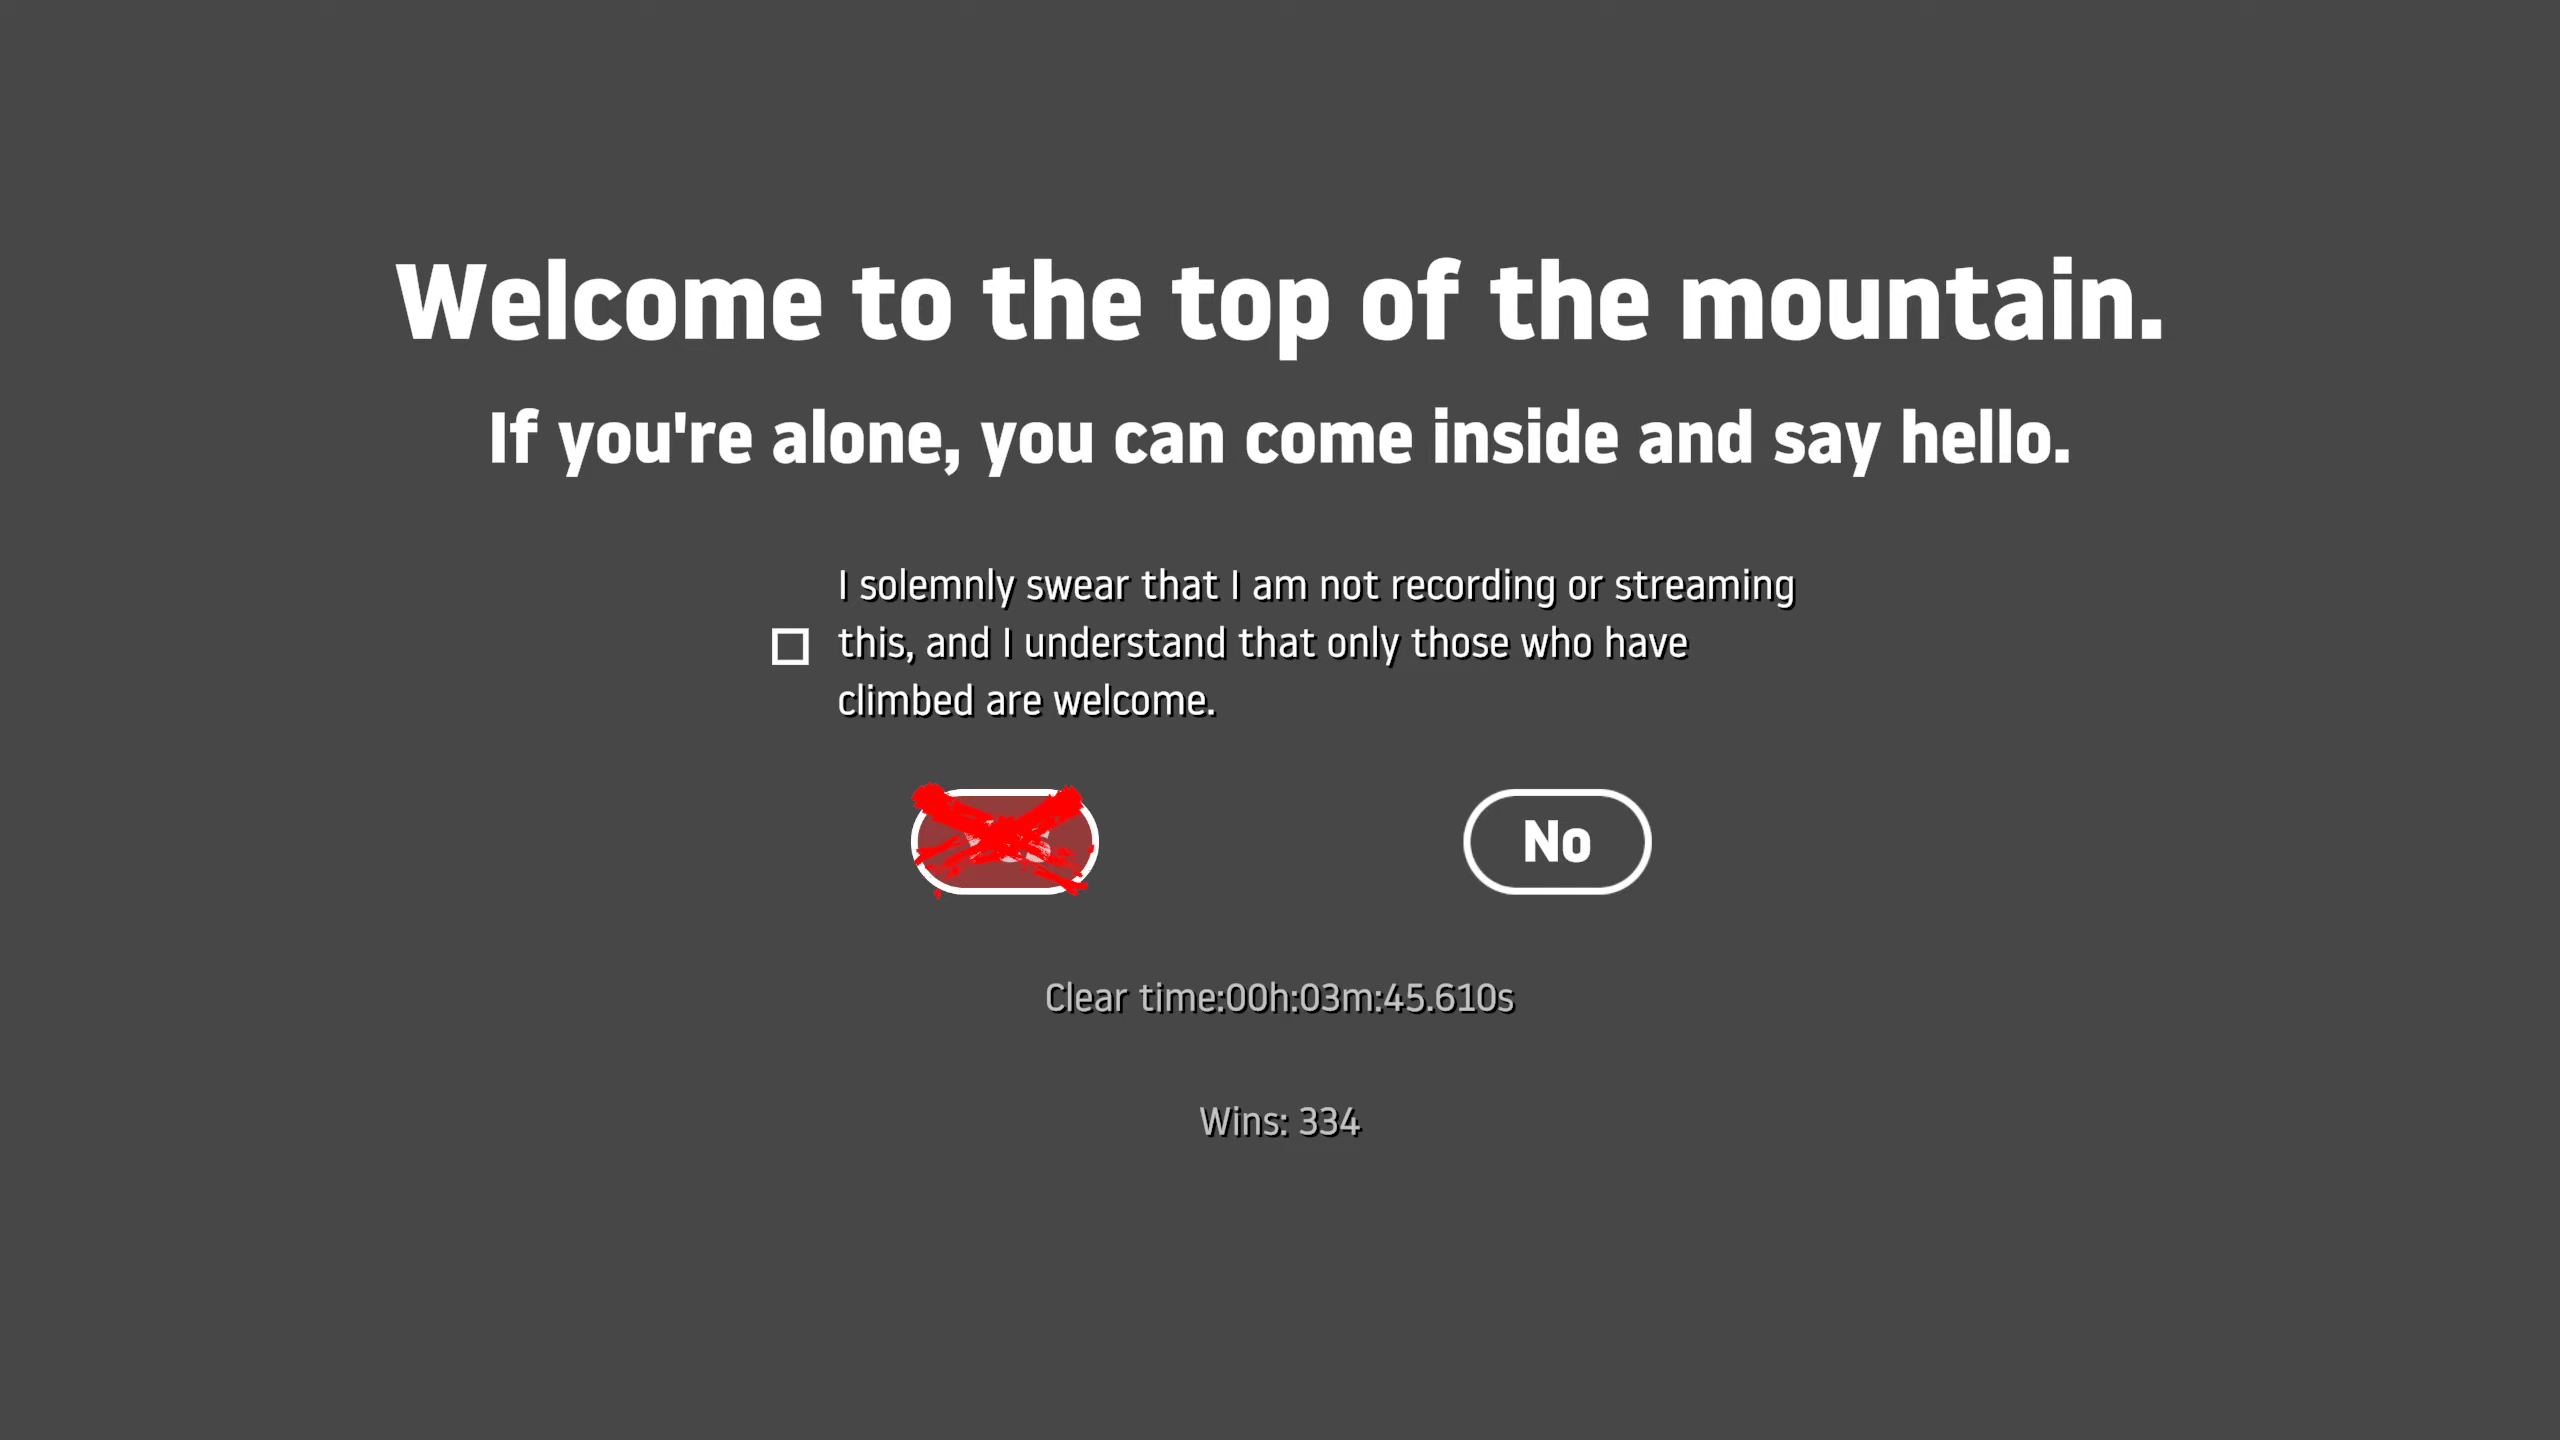 Welcome to the top of the mountain.
If you're alone, you can come inside and say hello.
I solemnly swear that I am not recording or streaming
this, and I understand that only those who have
climbed are welcome.
No
Clear time:00h:03m:45.610s
Wins: 334